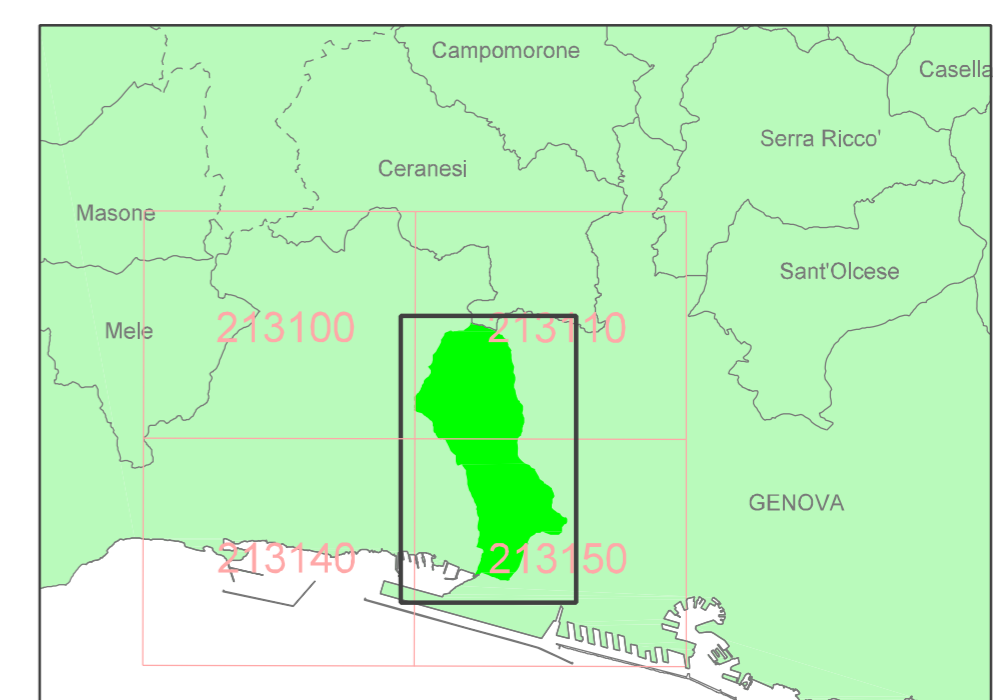 Campomorone
Casella
Serra Ricco'
Ceranesi
Masone
Sant'Olcese
Mele
213100
213110
GENOVA
213140
213150